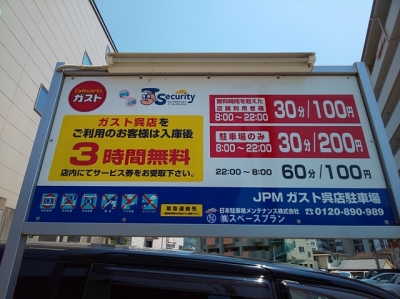 Café レストラン
ガスト
Security
ガスト呉店を
ご利用のお客様は入庫後
3時間無料
店内にてサービス券をお受取下さい。
無料時間を超えた
店舗利用者様
8:00～22:00
30分/100円
駐車場のみ
8:00～22:00
30分/200円
22:00～8:00
60分/100円
JPM ガスト呉店駐車場
緊急連絡先
日本駐車場メンテナンス株式会社
(株)スペースプラン
0120-890-989